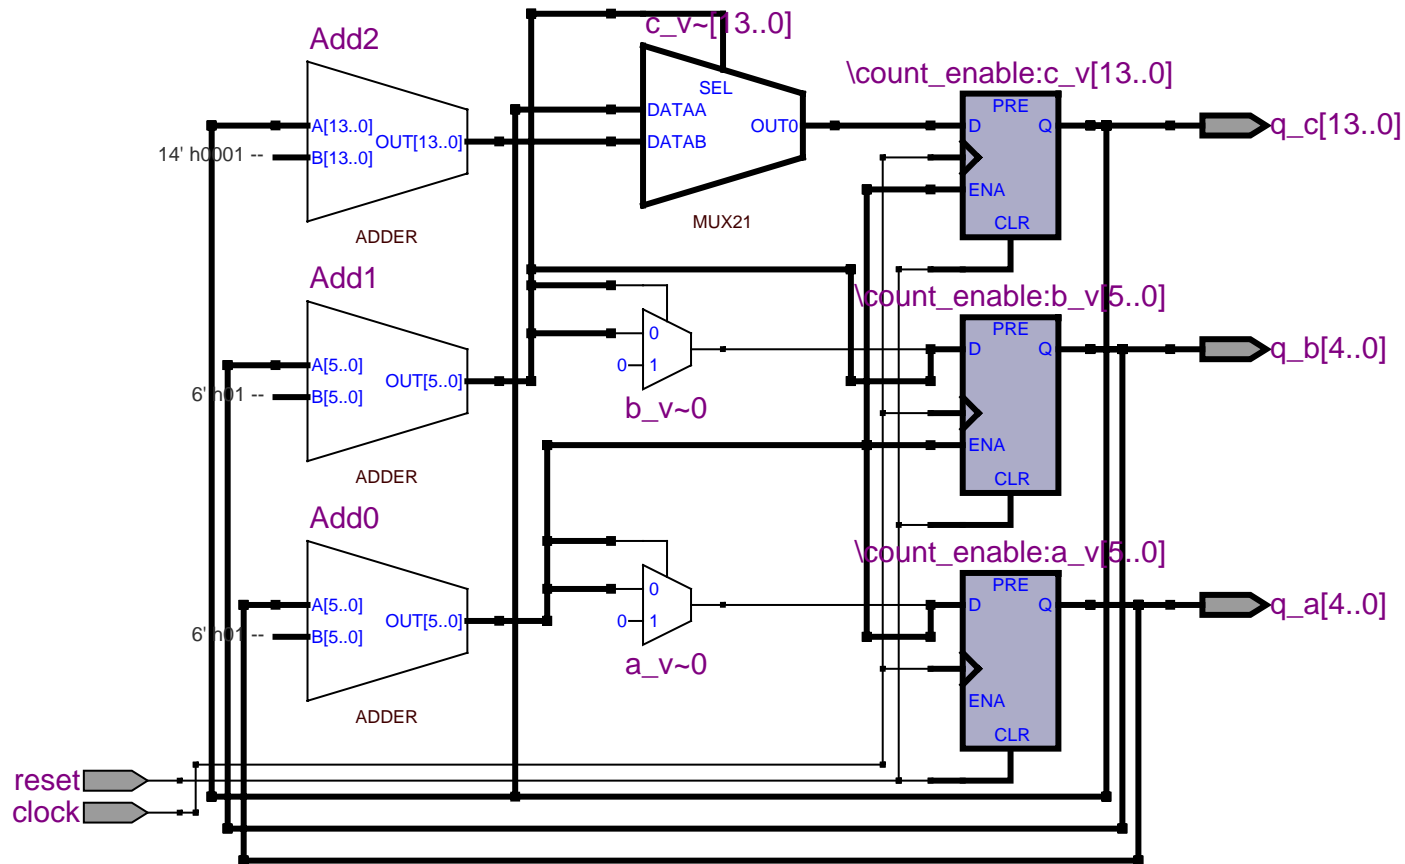 c_v~[13..0]
Add2
SEL
\count_enable:c_v[13..0]
PRE
DATAA
A[13..0]
OUT0
D
Q
q_c[13..0]
OUT[13..0]
DATAB
14' h0001 --
B[13..0]
ENA
MUX21
CLR
ADDER
Add1
\count_enable:b_v[5..0]
PRE
0
D
Q
q_b[4..0]
A[5..0]
1
0
OUT[5..0]
6' h01 --
B[5..0]
b_v~0
ENA
ADDER
CLR
Add0
\count_enable:a_v[5..0]
PRE
0
A[5..0]
D
Q
q_a[4..0]
OUT[5..0]
0
1
6' h01 --
B[5..0]
a_v~0
ENA
ADDER
CLR
reset
clock